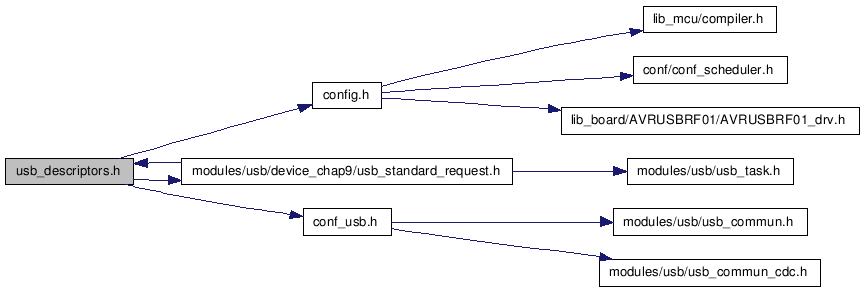 lib_mcu/compiler.h
conf/conf_scheduler.h
config.h
lib_board/AVRUSBRF01/AVRUSBRF01_drv.h
usb_descriptors.h
modules/usb/device_chap9/usb_standard_request.h
modules/usb/usb_task.h
conf_usb.h
modules/usb/usb_commun.h
modules/usb/usb_commun_cdc.h